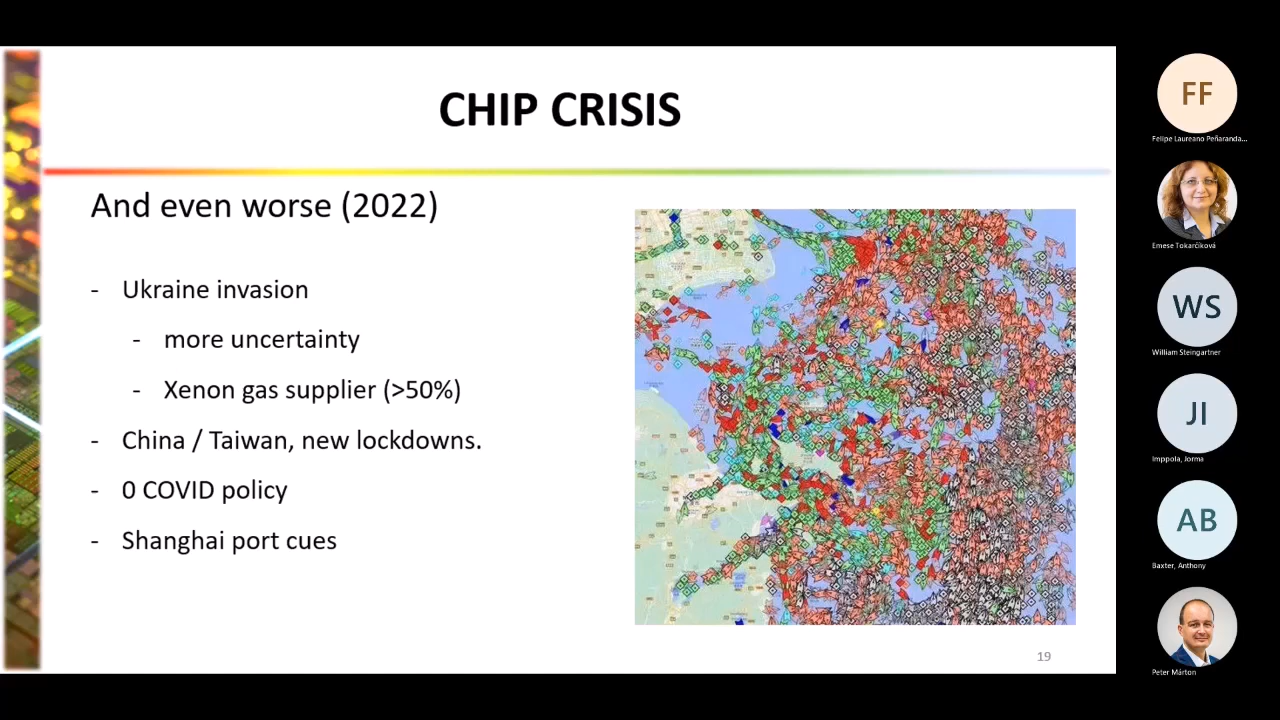 CHIP CRISIS
And even worse (2022)
- Ukraine invasion
- more uncertainty
- Xenon gas supplier (>50%)
- China / Taiwan, new lockdowns.
- 0 COVID policy
- Shanghai port cues
19
FF
Felipe Laureano Peñaranda...
Emese Tokarčíková
WS
William Steingartner
JI
Imppola, Jorma
AB
Baxter, Anthony
Peter Márton